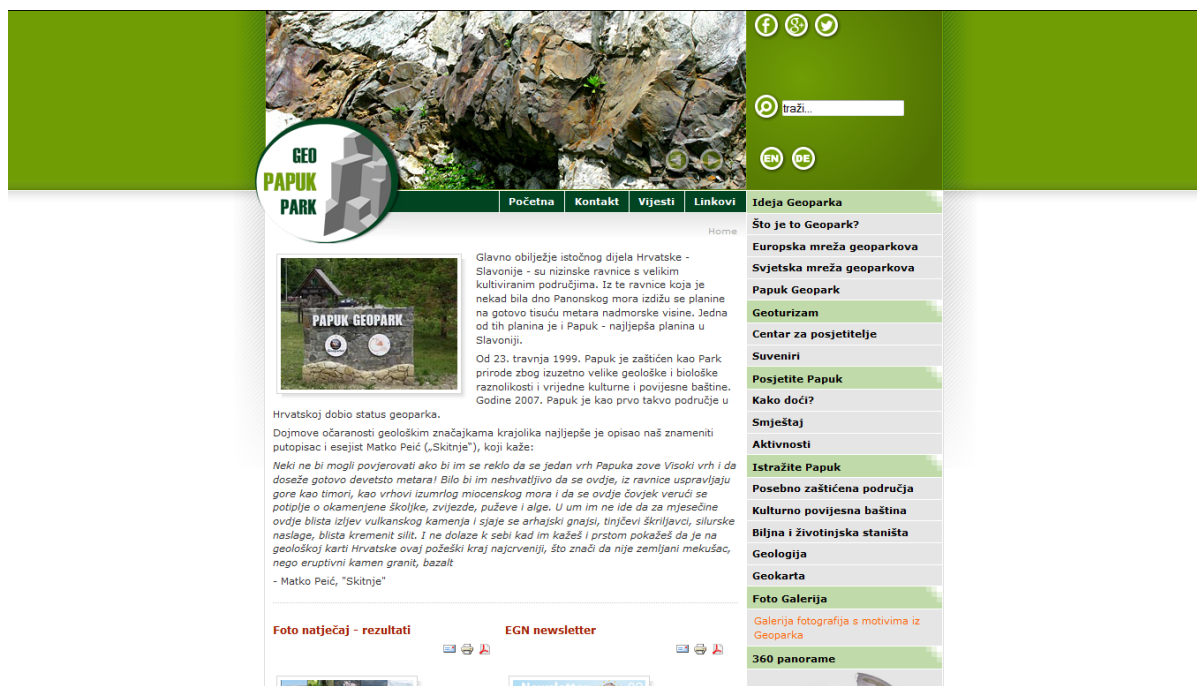 GEO
PAPUK
PARK
traži...
EN DE
Početna Kontakt Vijesti Linkovi
Home
PAPUK GEOPARK
Glavno obilježje istočnog dijela Hrvatske -
Slavonije - su nizinske ravnice s velikim
kultiviranim područjima. Iz te ravnice koja je
nekad bila dno Panonskog mora izdižu se planine
na gotovo tisuću metara nadmorske visine. Jedna
od tih planina je i Papuk - najljepša planina u
Slavoniji.
Od 23. travnja 1999. Papuk je zaštićen kao Park
prirode zbog izuzetno velike geološke i biološke
raznolikosti i vrijedne kulturne i povijesne baštine.
Godine 2007. Papuk je kao prvo takvo područje u
Hrvatskoj dobio status geoparka.
Dojmove očaranosti geološkim značajkama krajolika najljepše je opisao naš znameniti
putopisac i esejist Matko Peić („Skitnje"), koji kaže:
Neki ne bi mogli povjerovati ako bi im se reklo da se jedan vrh Papuka zove Visoki vrh i da
doseže gotovo devetsto metara! Bilo bi im neshvatljivo da se ovdje, iz ravnice uspravljaju
gore kao timori, kao vrhovi izumrlog miocenskog mora i da se ovdje čovjek verući se
potiplje o okamenjene školjke, zvijezde, puževe i alge. U um im ne ide da za mjesečine
ovdje blista izljev vulkanskog kamenja i sjaje se arhajski gnajsi, tinjčevi škriljavci, silurske
naslage, blista kremenit silit. I ne dolaze k sebi kad im kažeš i prstom pokažeš da je na
geološkoj karti Hrvatske ovaj požeški kraj najcrveniji, što znači da nije zemljani mekušac,
nego eruptivni kamen granit, bazalt
- Matko Peić, "Skitnje"
Foto natječaj - rezultati
EGN newsletter
Ideja Geoparka
Što je to Geopark?
Europska mreža geoparkova
Svjetska mreža geoparkova
Papuk Geopark
Geoturizam
Centar za posjetitelje
Suveniri
Posjetite Papuk
Kako doći?
Smještaj
Aktivnosti
Istražite Papuk
Posebno zaštićena područja
Kulturno povijesna baština
Biljna i životinjska staništa
Geologija
Geokarta
Foto Galerija
Galerija fotografija s motivima iz
Geoparka
360 panorame